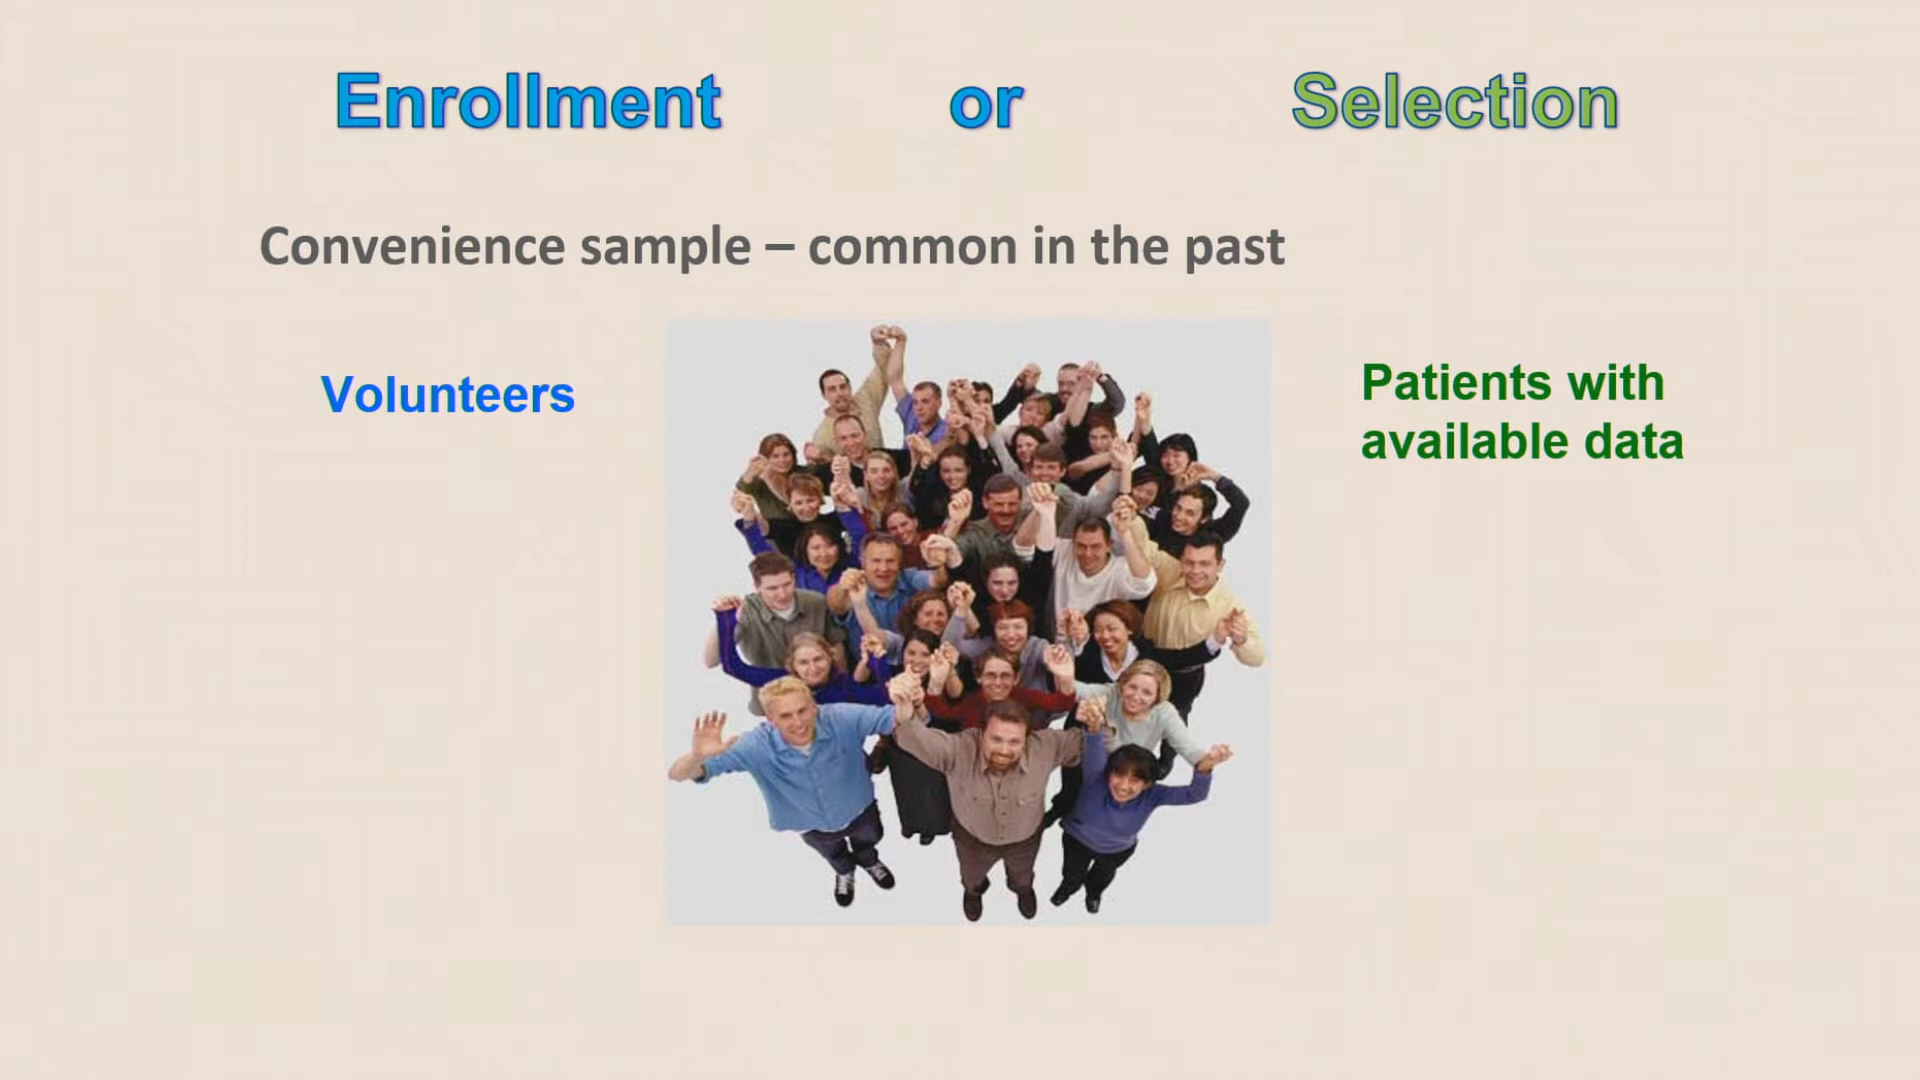 Enrollment or Selection
Convenience sample – common in the past
Volunteers
Patients with
available data